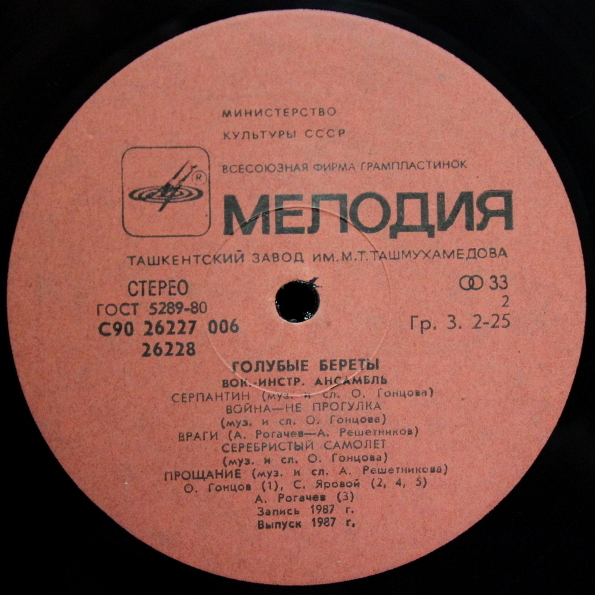 МИНИСТЕРСТВО
КУЛЬТУРЫ СССР
ВСЕСОЮЗНАЯ ФИРМА ГРАМПЛАСТИНОК
®
МЕЛОДИЯ
ТАШКЕНТСКИЙ ЗАВОД ИМ. М. Т. ТАШМУХАМЕДОВА
СТЕРЕО
ГОСТ 5289-80
С90 26227 006
26228
33
2
Гр. 3. 2-25
ГОЛУБЫЕ БЕРЕТЫ
ВОК.-ИНСТР. АНСАМБЛЬ
СЕРПАНТИН (муз. и сл. О. Гонцова)
ВОЙНА—НЕ ПРОГУЛКА
(муз. и сл. О. Гонцова)
ВРАГИ (А. Рогачев—А. Решетников)
СЕРЕБРИСТЫЙ САМОЛЕТ
(муз. и сл. О. Гонцова)
ПРОЩАНИЕ (муз. и сл. А. Решетникова)
О. Гонцов (1), С. Яровой (2, 4, 5)
А. Рогачев (3)
Запись 1987 г.
Выпуск 1987 г.